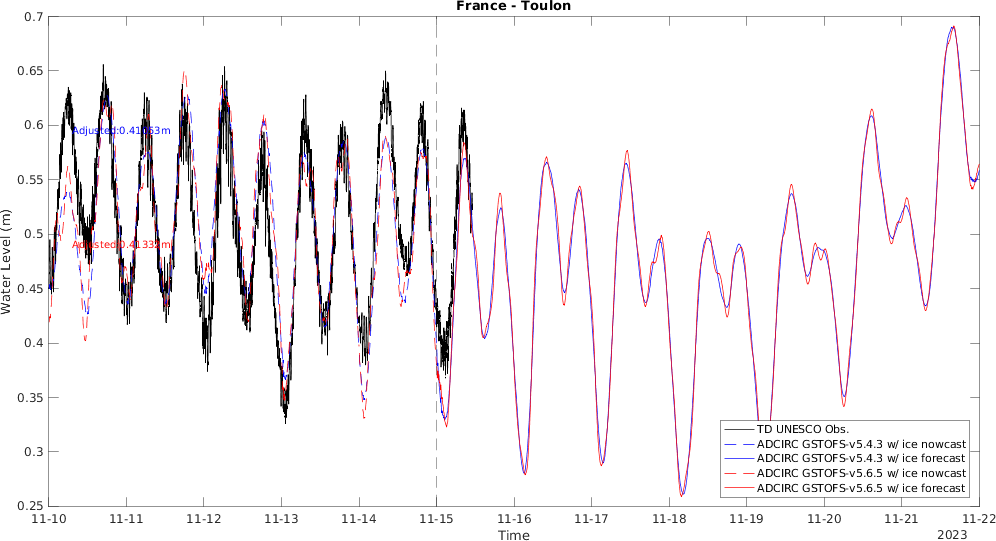 France - Toulon
0.7
0.65
0.6
0.55
0.5
0.45
0.4
0.35
0.3
0.25
Water Level (m)
Adjusted:0.41353m
Adjusted:0.41335m
TD UNESCO Obs.
ADCIRC GSTOFS-v5.4.3 w/ ice nowcast
ADCIRC GSTOFS-v5.4.3 w/ ice forecast
ADCIRC GSTOFS-v5.6.5 w/ ice nowcast
ADCIRC GSTOFS-v5.6.5 w/ ice forecast
11-10 11-11 11-12 11-13 11-14 11-15 11-16 11-17 11-18 11-19 11-20 11-21 11-22
Time
2023